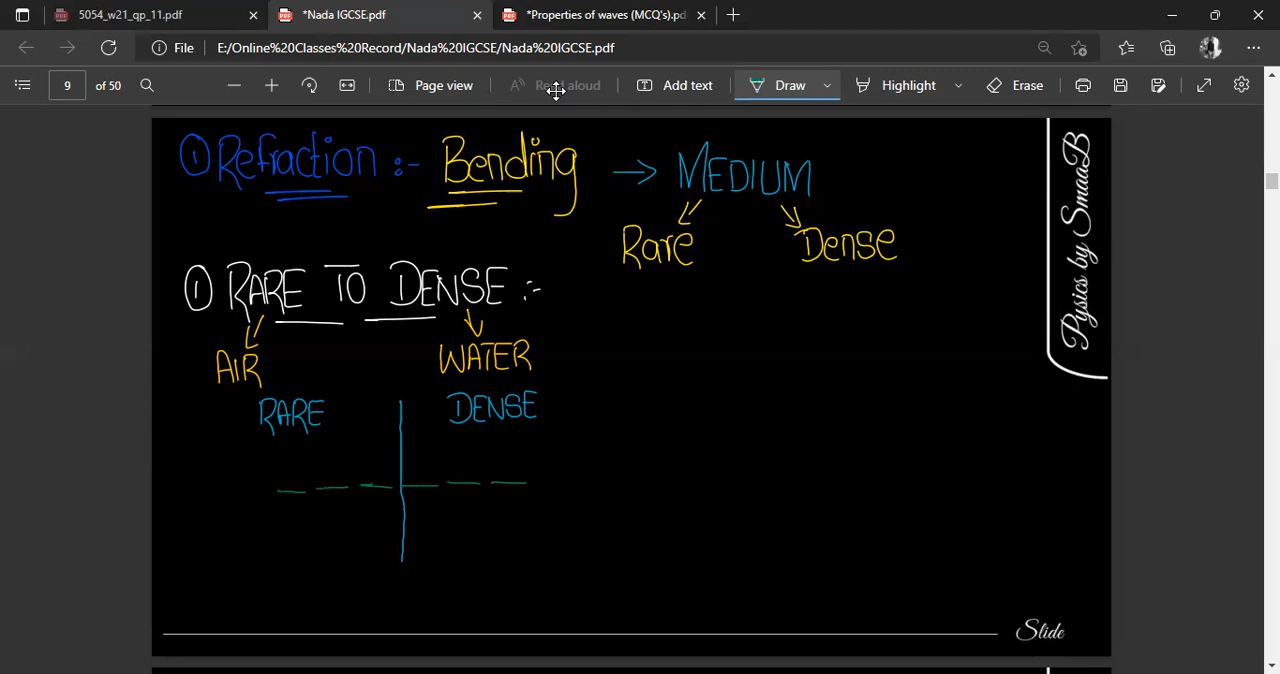 5054_w21_qp_11.pdf
*Nada IGCSE.pdf
*Properties of waves (MCQ's).pd
File
E:/Online%20Classes%20Record/Nada%20IGCSE/Nada%20IGCSE.pdf
9 of 50
Page view
Read aloud
Add text
Draw
Highlight
Erase
① Refraction :- Bending → MEDIUM
Rare Dense
① RARE TO DENSE :-
AIR WATER
RARE DENSE
Pysics by SmaaB
Slide